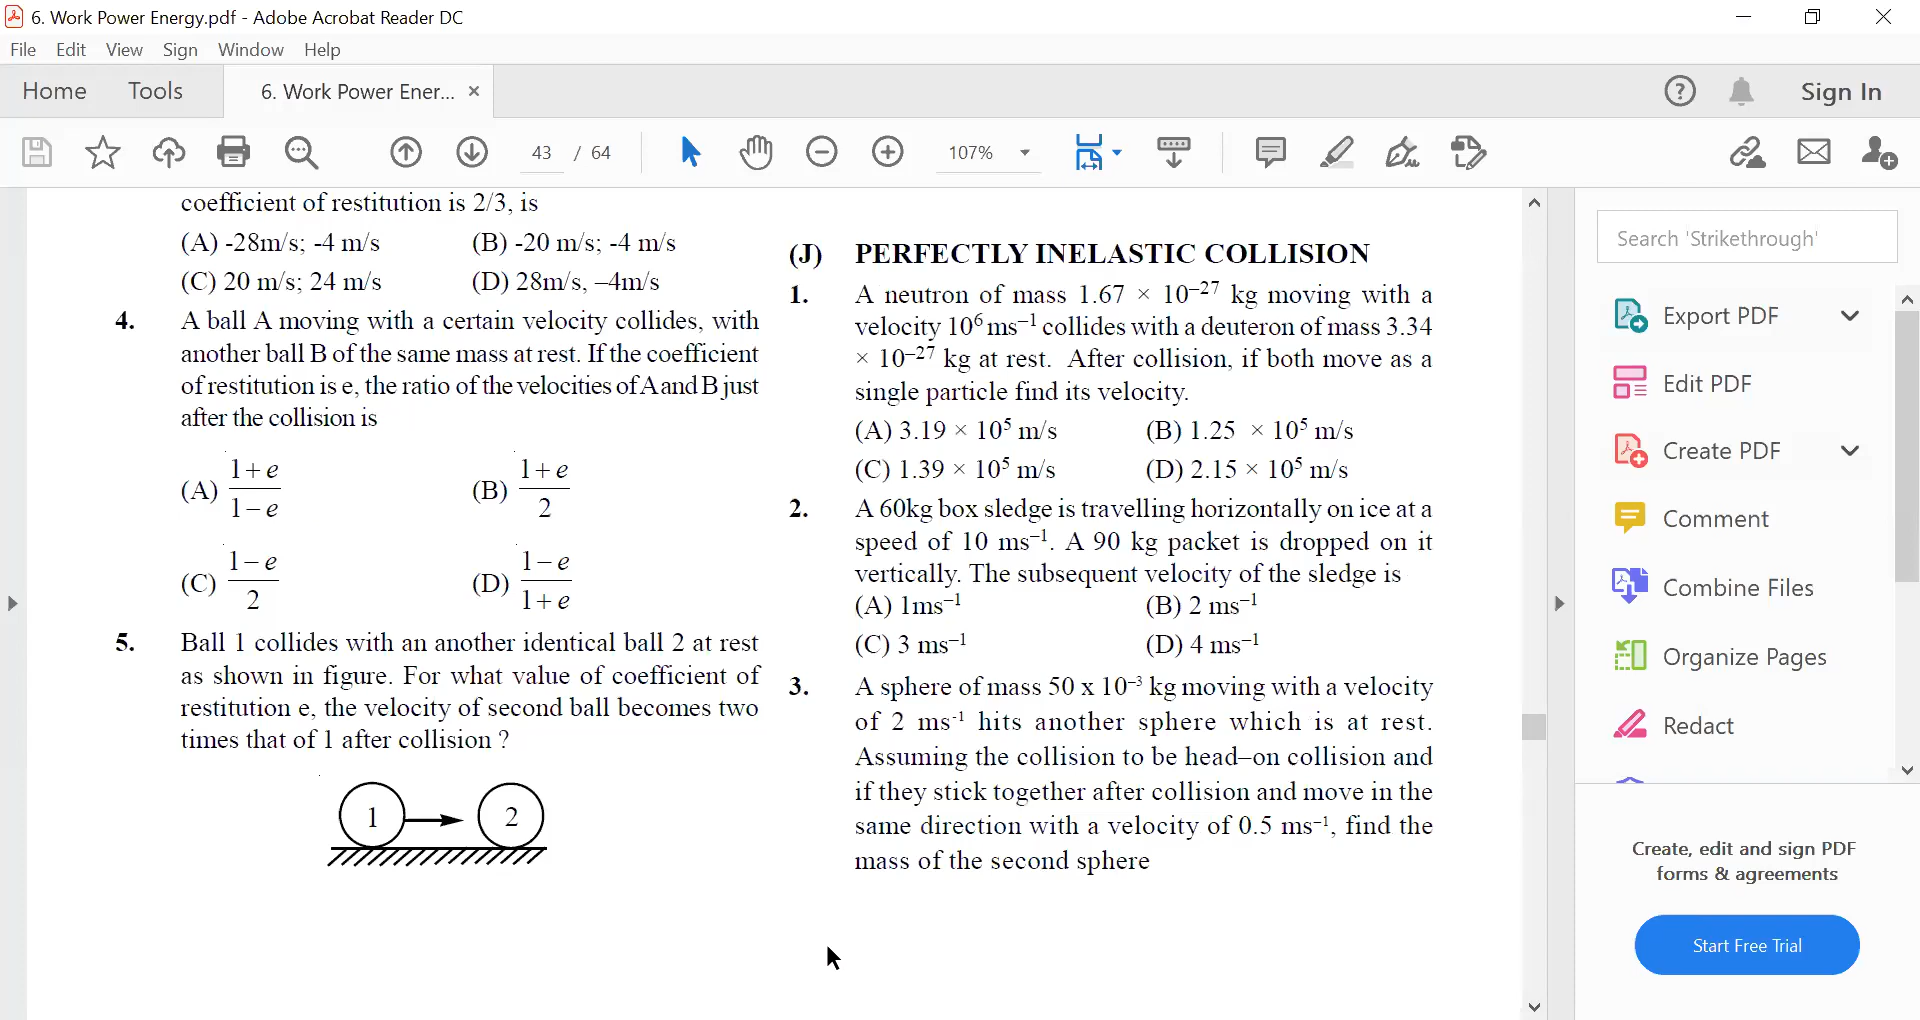 6. Work Power Energy.pdf - Adobe Acrobat Reader DC
File Edit View Sign Window Help
Home Tools 6. Work Power Ener... × Sign In
43 / 64 107%
coefficient of restitution is 2/3, is
(A) -28m/s; -4 m/s (B) -20 m/s; -4 m/s
(C) 20 m/s; 24 m/s (D) 28m/s, –4m/s
4. A ball A moving with a certain velocity collides, with
another ball B of the same mass at rest. If the coefficient
of restitution is e, the ratio of the velocities of A and B just
after the collision is
(A) (1+e)/(1−e) (B) (1+e)/2
(C) (1−e)/2 (D) (1−e)/(1+e)
5. Ball 1 collides with an another identical ball 2 at rest
as shown in figure. For what value of coefficient of
restitution e, the velocity of second ball becomes two
times that of 1 after collision ?
1 2
(J) PERFECTLY INELASTIC COLLISION
1. A neutron of mass 1.67 × 10⁻²⁷ kg moving with a
velocity 10⁶ ms⁻¹ collides with a deuteron of mass 3.34
× 10⁻²⁷ kg at rest. After collision, if both move as a
single particle find its velocity.
(A) 3.19 × 10⁵ m/s (B) 1.25 × 10⁵ m/s
(C) 1.39 × 10⁵ m/s (D) 2.15 × 10⁵ m/s
2. A 60kg box sledge is travelling horizontally on ice at a
speed of 10 ms⁻¹. A 90 kg packet is dropped on it
vertically. The subsequent velocity of the sledge is
(A) 1ms⁻¹ (B) 2 ms⁻¹
(C) 3 ms⁻¹ (D) 4 ms⁻¹
3. A sphere of mass 50 x 10⁻³ kg moving with a velocity
of 2 ms⁻¹ hits another sphere which is at rest.
Assuming the collision to be head–on collision and
if they stick together after collision and move in the
same direction with a velocity of 0.5 ms⁻¹, find the
mass of the second sphere
Search 'Strikethrough'
Export PDF
Edit PDF
Create PDF
Comment
Combine Files
Organize Pages
Redact
Create, edit and sign PDF
forms & agreements
Start Free Trial